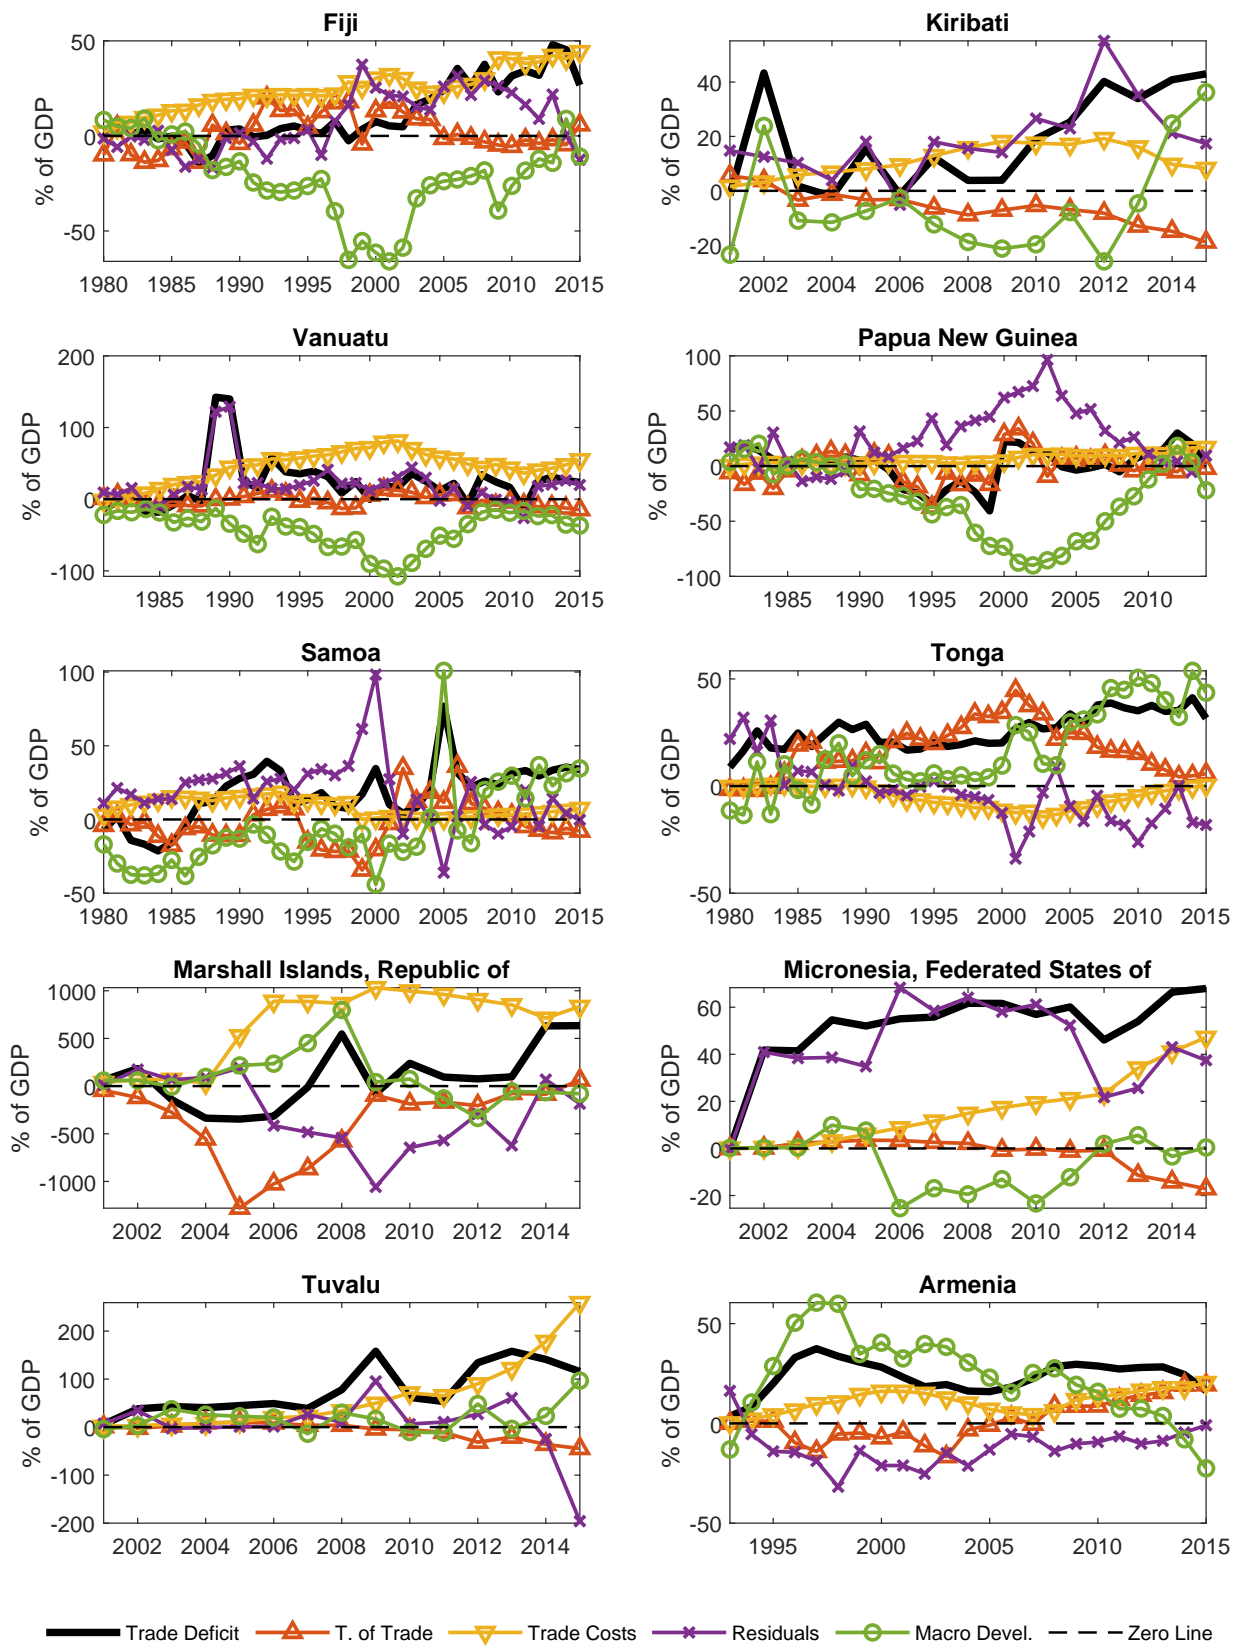 Fiji
Kiribati
50
0
-50
% of GDP
1980 1985 1990 1995 2000 2005 2010 2015
40
20
0
-20
% of GDP
2002 2004 2006 2008 2010 2012 2014
Vanuatu
Papua New Guinea
200
100
0
-100
% of GDP
1985 1990 1995 2000 2005 2010 2015
100
50
0
-50
-100
% of GDP
1985 1990 1995 2000 2005 2010
Samoa
Tonga
100
50
0
-50
% of GDP
1980 1985 1990 1995 2000 2005 2010 2015
50
0
-50
% of GDP
1980 1985 1990 1995 2000 2005 2010 2015
Marshall Islands, Republic of
Micronesia, Federated States of
1000
500
0
-500
-1000
% of GDP
2002 2004 2006 2008 2010 2012 2014
60
40
20
0
-20
% of GDP
2002 2004 2006 2008 2010 2012 2014
Tuvalu
Armenia
200
100
0
-100
-200
% of GDP
2002 2004 2006 2008 2010 2012 2014
50
0
-50
% of GDP
1995 2000 2005 2010 2015
Trade Deficit T. of Trade Trade Costs Residuals Macro Devel. Zero Line